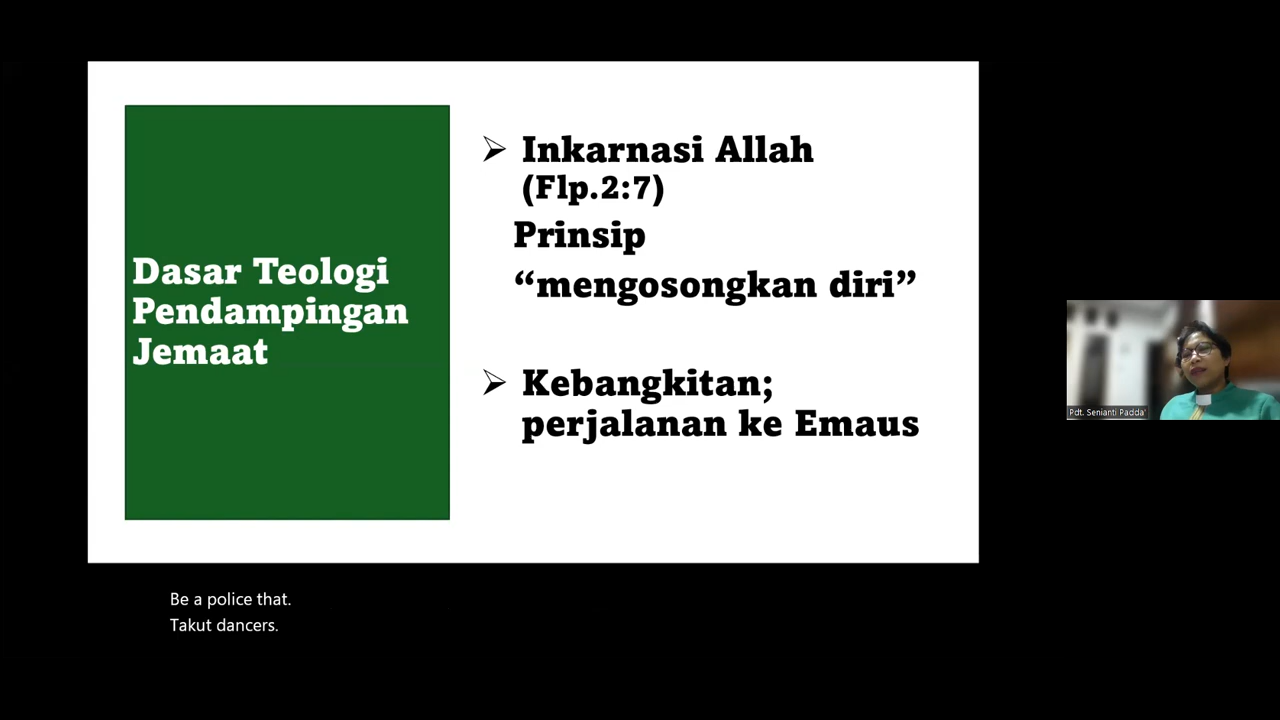 Dasar Teologi
Pendampingan
Jemaat
Inkarnasi Allah
(Flp.2:7)
Prinsip
“mengosongkan diri”
Kebangkitan;
perjalanan ke Emaus
Pdt. Senianti Padda'
Be a police that.
Takut dancers.